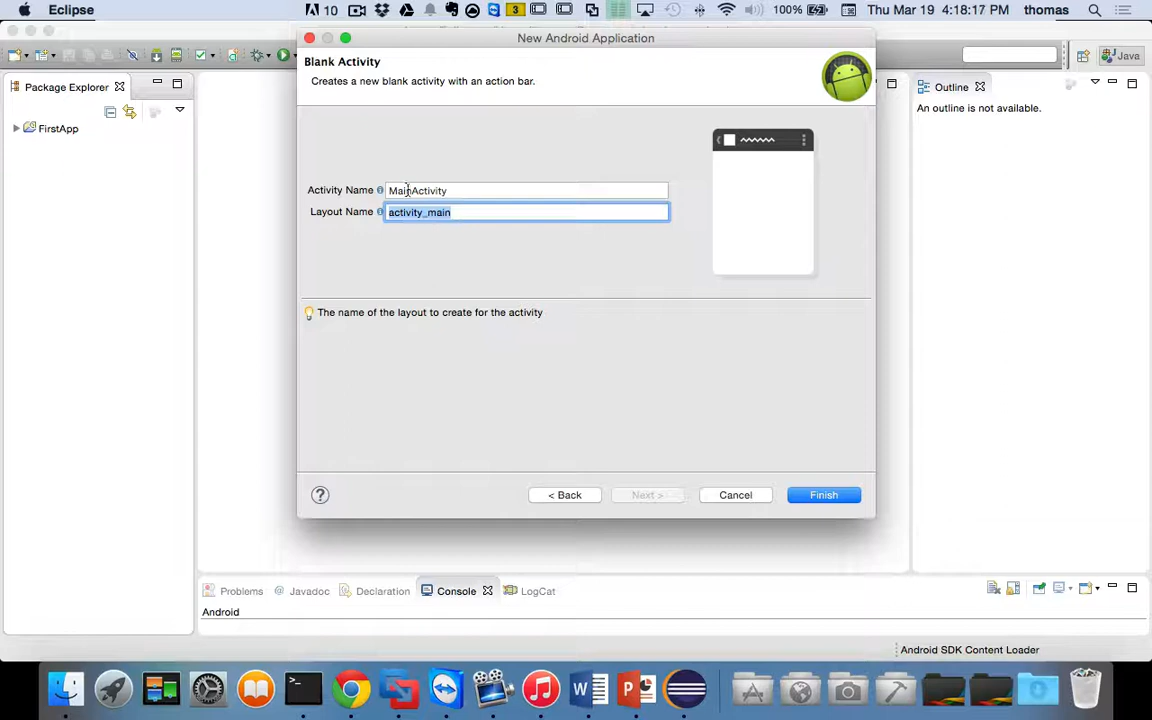 Eclipse
10
3
100%
Thu Mar 19 4:18:17 PM
thomas
New Android Application
Blank Activity
Creates a new blank activity with an action bar.
Java
Package Explorer
Outline
An outline is not available.
FirstApp
Activity Name
MainActivity
Layout Name
activity_main
The name of the layout to create for the activity
?
< Back
Next >
Cancel
Finish
Problems
Javadoc
Declaration
Console
LogCat
Android
Android SDK Content Loader